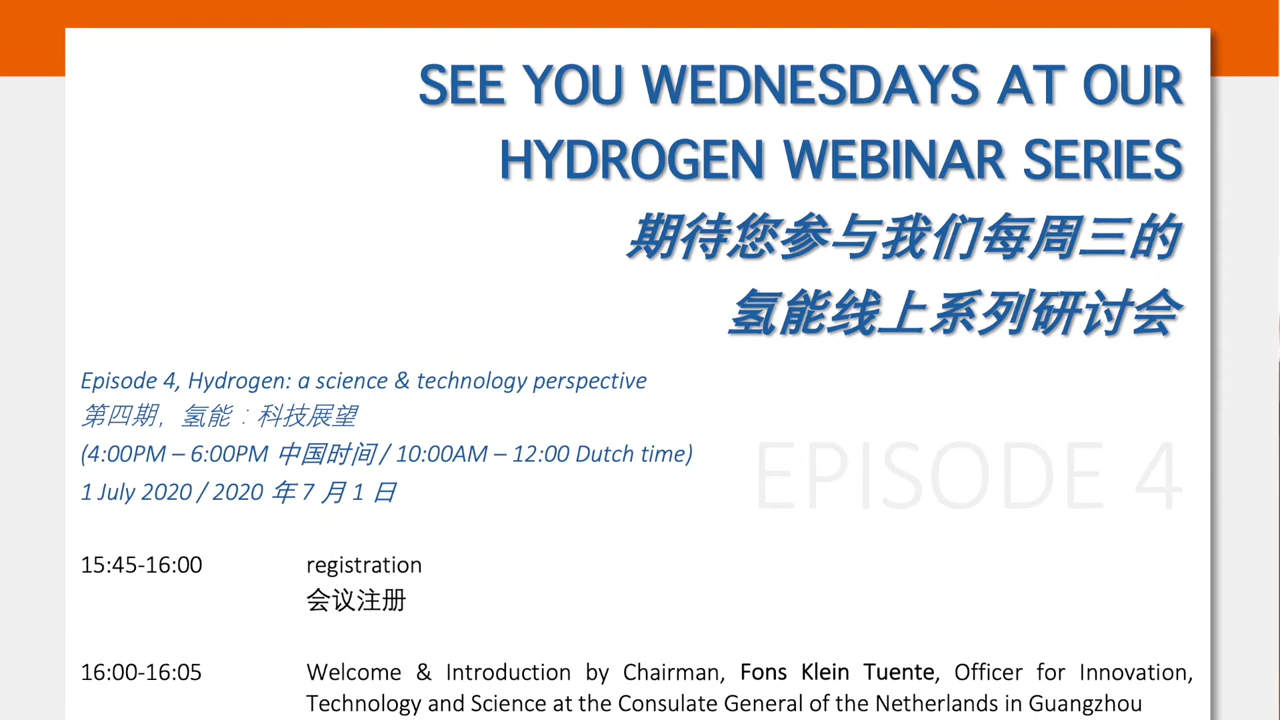 SEE YOU WEDNESDAYS AT OUR
HYDROGEN WEBINAR SERIES
期待您参与我们每周三的
氢能线上系列研讨会
Episode 4, Hydrogen: a science & technology perspective
第四期，氢能：科技展望
(4:00PM – 6:00PM 中国时间 / 10:00AM – 12:00 Dutch time)
1 July 2020 / 2020 年 7 月 1 日
EPISODE 4
15:45-16:00 registration
会议注册
16:00-16:05 Welcome & Introduction by Chairman, Fons Klein Tuente, Officer for Innovation,
Technology and Science at the Consulate General of the Netherlands in Guangzhou